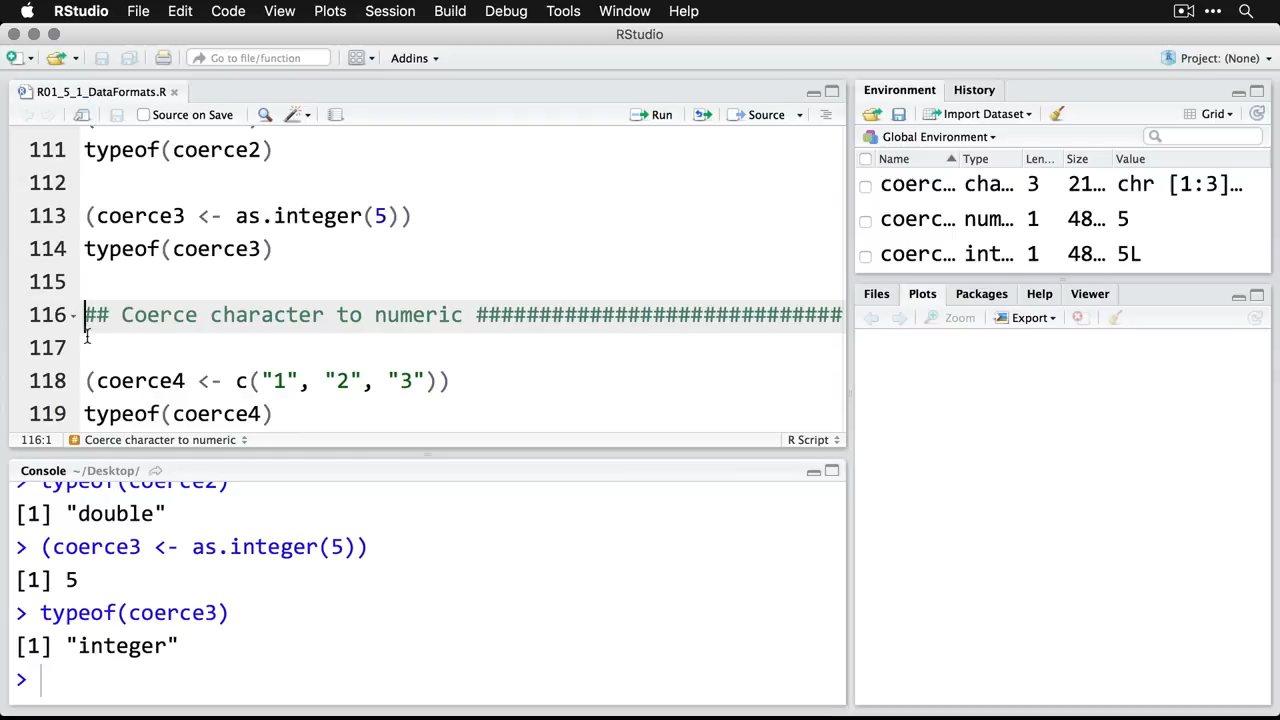 RStudio File Edit Code View Plots Session Build Debug Tools Window Help
RStudio
Go to file/function Addins Project: (None)
R01_5_1_DataFormats.R
Source on Save Run Source
111 typeof(coerce2)
112
113 (coerce3 <- as.integer(5))
114 typeof(coerce3)
115
116 ## Coerce character to numeric #############################
117
118 (coerce4 <- c("1", "2", "3"))
119 typeof(coerce4)
116:1 Coerce character to numeric R Script
Console ~/Desktop/
> typeof(coerce2)
[1] "double"
> (coerce3 <- as.integer(5))
[1] 5
> typeof(coerce3)
[1] "integer"
>
Environment History
Import Dataset Grid
Global Environment
Name Type Len... Size Value
coerc... cha... 3 21... chr [1:3]...
coerc... num... 1 48... 5
coerc... int... 1 48... 5L
Files Plots Packages Help Viewer
Zoom Export